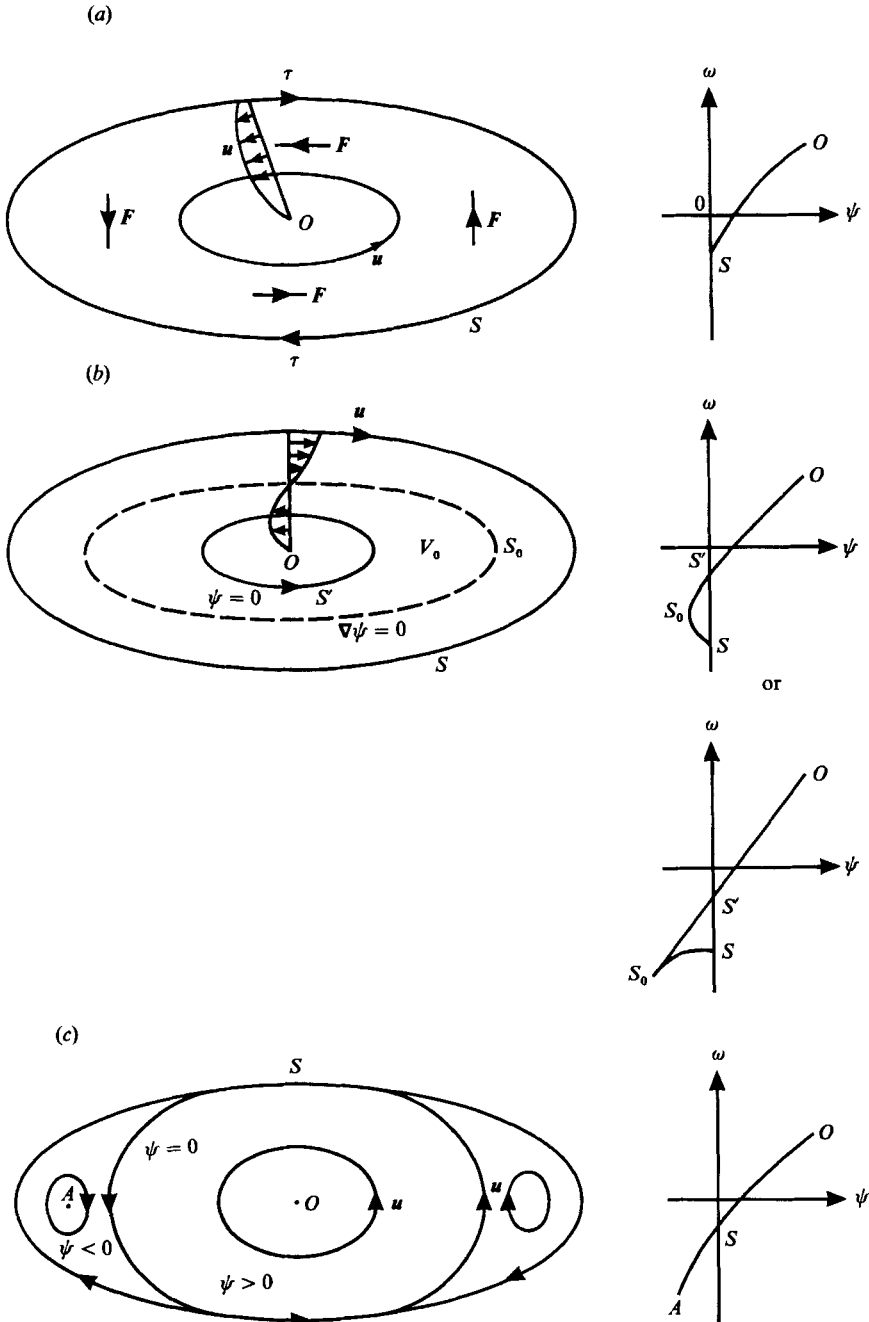 (a)
τ
u
F
F
F
O
u
F
S
τ
ω
O
0
ψ
S
(b)
u
O
V₀
S₀
ψ = 0
S′
∇ψ = 0
S
ω
O
S′
ψ
S₀
S
or
ω
O
ψ
S′
S
S₀
(c)
S
ψ = 0
A
O
u
u
ψ < 0
ψ > 0
ω
O
ψ
S
A